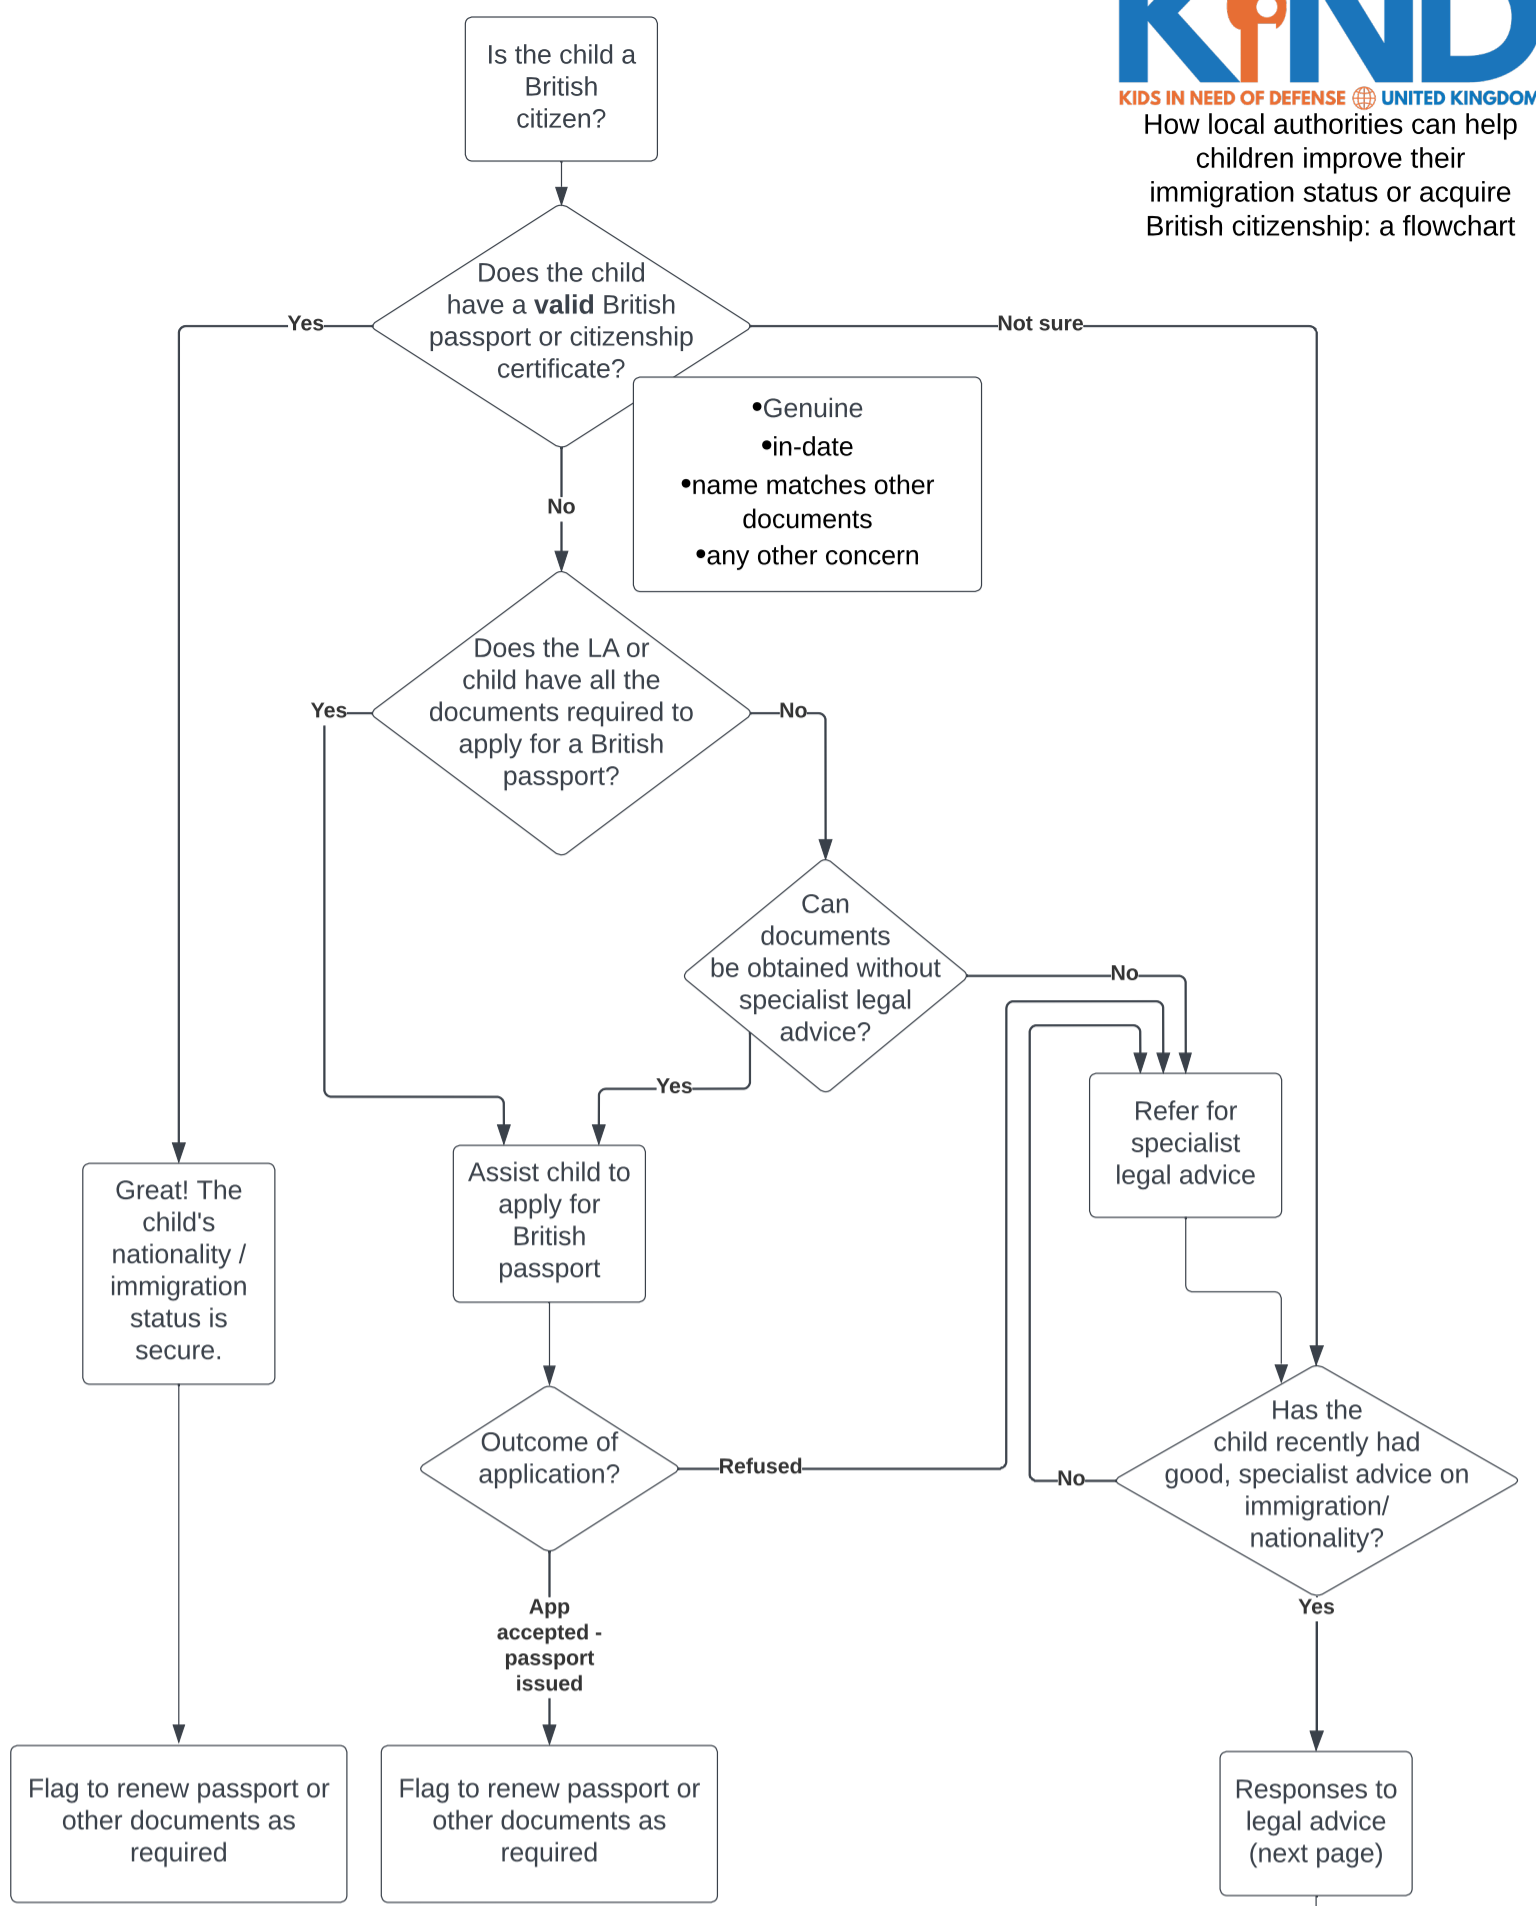 KiND
KIDS IN NEED OF DEFENSE UNITED KINGDOM
How local authorities can help
children improve their
immigration status or acquire
British citizenship: a flowchart
Is the child a
British
citizen?
Does the child
have a valid British
passport or citizenship
certificate?
Yes
Not sure
•Genuine
•in-date
•name matches other
documents
•any other concern
No
Does the LA or
child have all the
documents required to
apply for a British
passport?
Yes
No
Can
documents
be obtained without
specialist legal
advice?
No
Yes
Refer for
specialist
legal advice
Great! The
child's
nationality /
immigration
status is
secure.
Assist child to
apply for
British
passport
Outcome of
application?
Refused
Has the
child recently had
good, specialist advice on
immigration/
nationality?
No
Yes
App
accepted -
passport
issued
Flag to renew passport or
other documents as
required
Flag to renew passport or
other documents as
required
Responses to
legal advice
(next page)